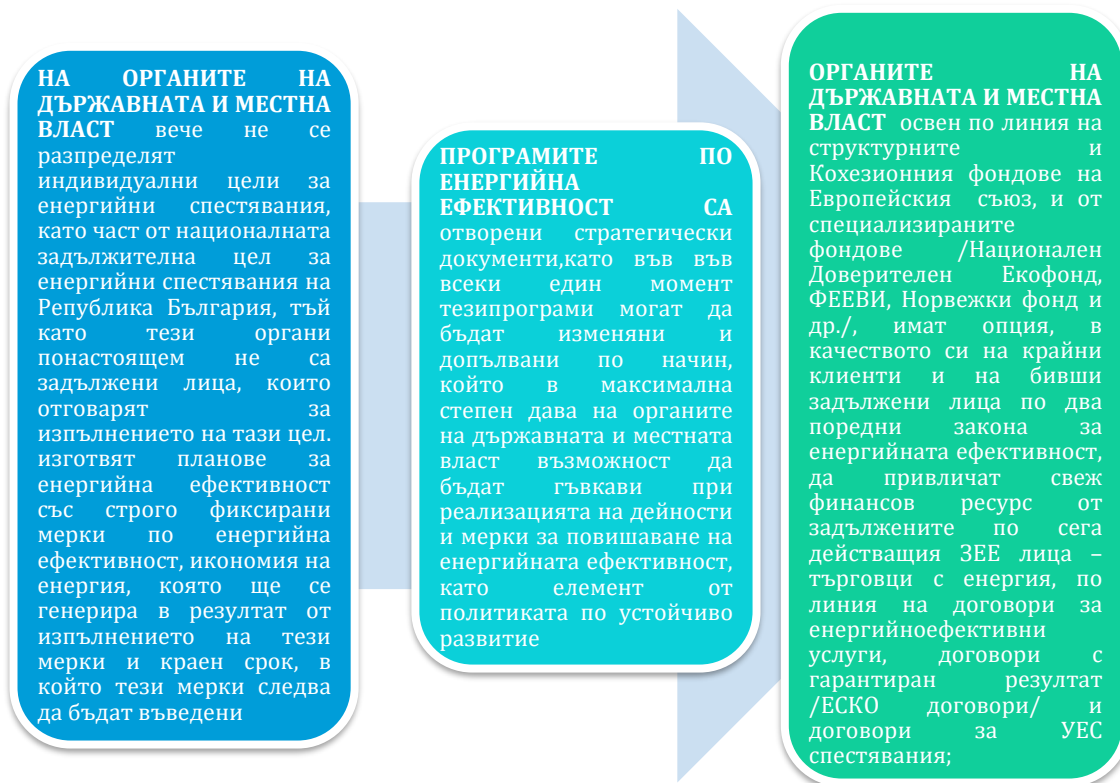 НА ОРГАНИТЕ НА
ДЪРЖАВНАТА И МЕСТНА
ВЛАСТ вече не се
разпределят
индивидуални цели за
енергийни спестявания,
като част от националната
задължителна цел за
енергийни спестявания на
Република България, тъй
като тези органи
понастоящем не са
задължени лица, които
отговарят за
изпълнението на тази цел.
изготвят планове за
енергийна ефективност
със строго фиксирани
мерки по енергийна
ефективност, икономия на
енергия, която ще се
генерира в резултат от
изпълнението на тези
мерки и краен срок, в
който тези мерки следва
да бъдат въведени
ПРОГРАМИТЕ ПО
ЕНЕРГИЙНА
ЕФЕКТИВНОСТ СА
отворени стратегически
документи,като във във
всеки един момент
тезипрограми могат да
бъдат изменяни и
допълвани по начин,
който в максимална
степен дава на органите
на държавната и местната
власт възможност да
бъдат гъвкави при
реализацията на дейности
и мерки за повишаване на
енергийната ефективност,
като елемент от
политиката по устойчиво
развитие
ОРГАНИТЕ НА
ДЪРЖАВНАТА И МЕСТНА
ВЛАСТ освен по линия на
структурните и
Кохезионния фондове на
Европейския съюз, и от
специализираните
фондове /Национален
Доверителен Екофонд,
ФЕЕВИ, Норвежки фонд и
др./, имат опция, в
качеството си на крайни
клиенти и на бивши
задължени лица по два
поредни закона за
енергийната ефективност,
да привличат свеж
финансов ресурс от
задължените по сега
действащия ЗЕЕ лица –
търговци с енергия, по
линия на договори за
енергийноефективни
услуги, договори с
гарантиран резултат
/ЕСКО договори/ и
договори за УЕС
спестявания;